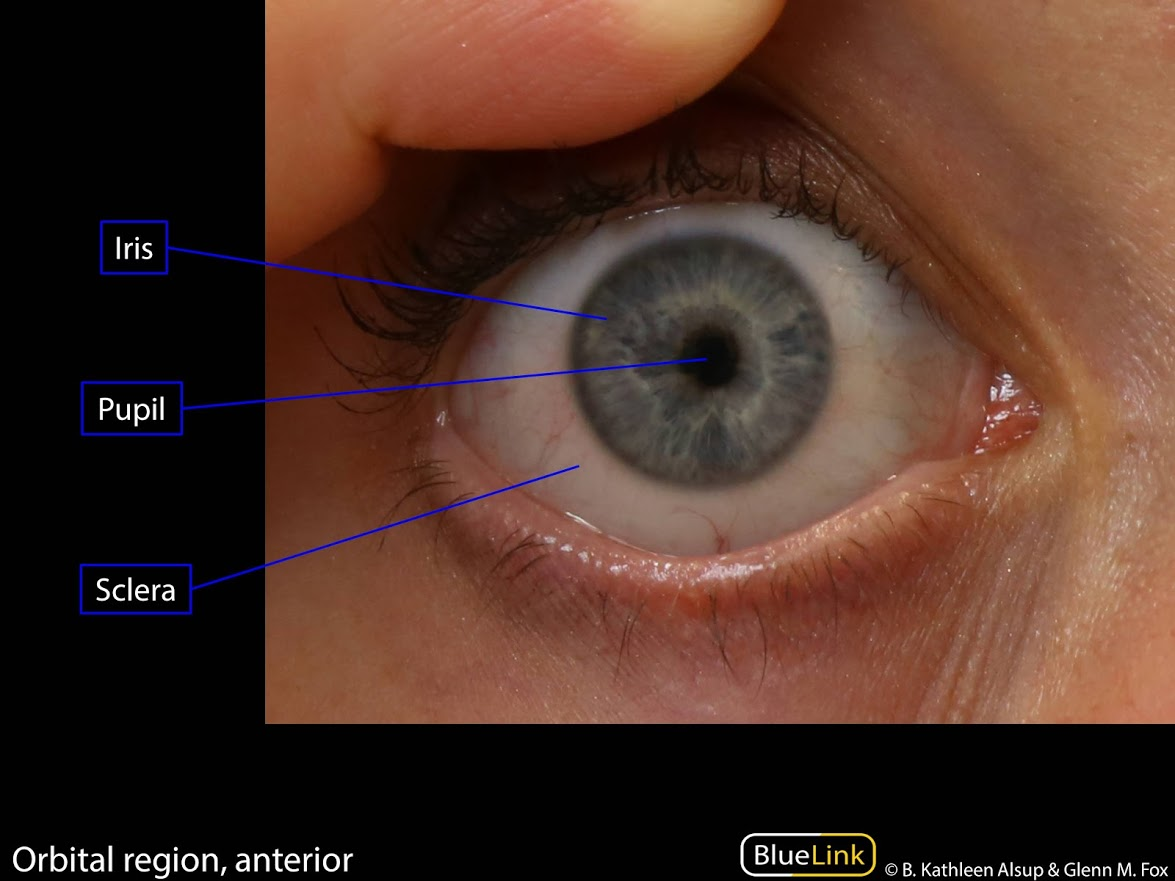 Iris
Pupil
Sclera
Orbital region, anterior
BlueLink
© B. Kathleen Alsup & Glenn M. Fox